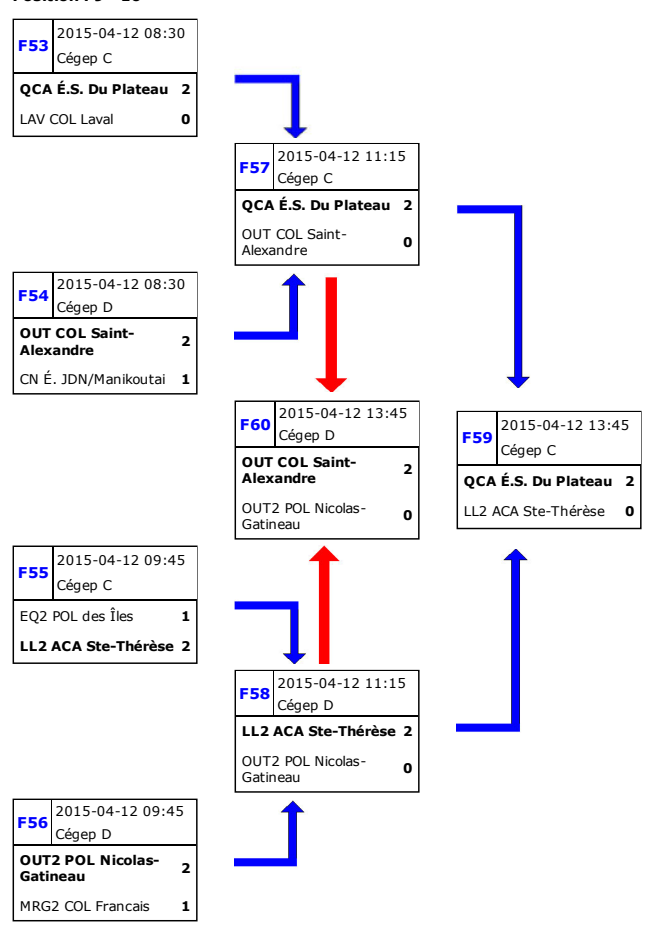 F53
2015-04-12 08:30
Cégep C
QCA É.S. Du Plateau 2
LAV COL Laval 0
F57
2015-04-12 11:15
Cégep C
QCA É.S. Du Plateau 2
OUT COL Saint-
Alexandre 0
F54
2015-04-12 08:30
Cégep D
OUT COL Saint-
Alexandre 2
CN É. JDN/Manikoutai 1
F60
2015-04-12 13:45
Cégep D
OUT COL Saint-
Alexandre 2
OUT2 POL Nicolas-
Gatineau 0
F59
2015-04-12 13:45
Cégep C
QCA É.S. Du Plateau 2
LL2 ACA Ste-Thérèse 0
F55
2015-04-12 09:45
Cégep C
EQ2 POL des Îles 1
LL2 ACA Ste-Thérèse 2
F58
2015-04-12 11:15
Cégep D
LL2 ACA Ste-Thérèse 2
OUT2 POL Nicolas-
Gatineau 0
F56
2015-04-12 09:45
Cégep D
OUT2 POL Nicolas-
Gatineau 2
MRG2 COL Francais 1